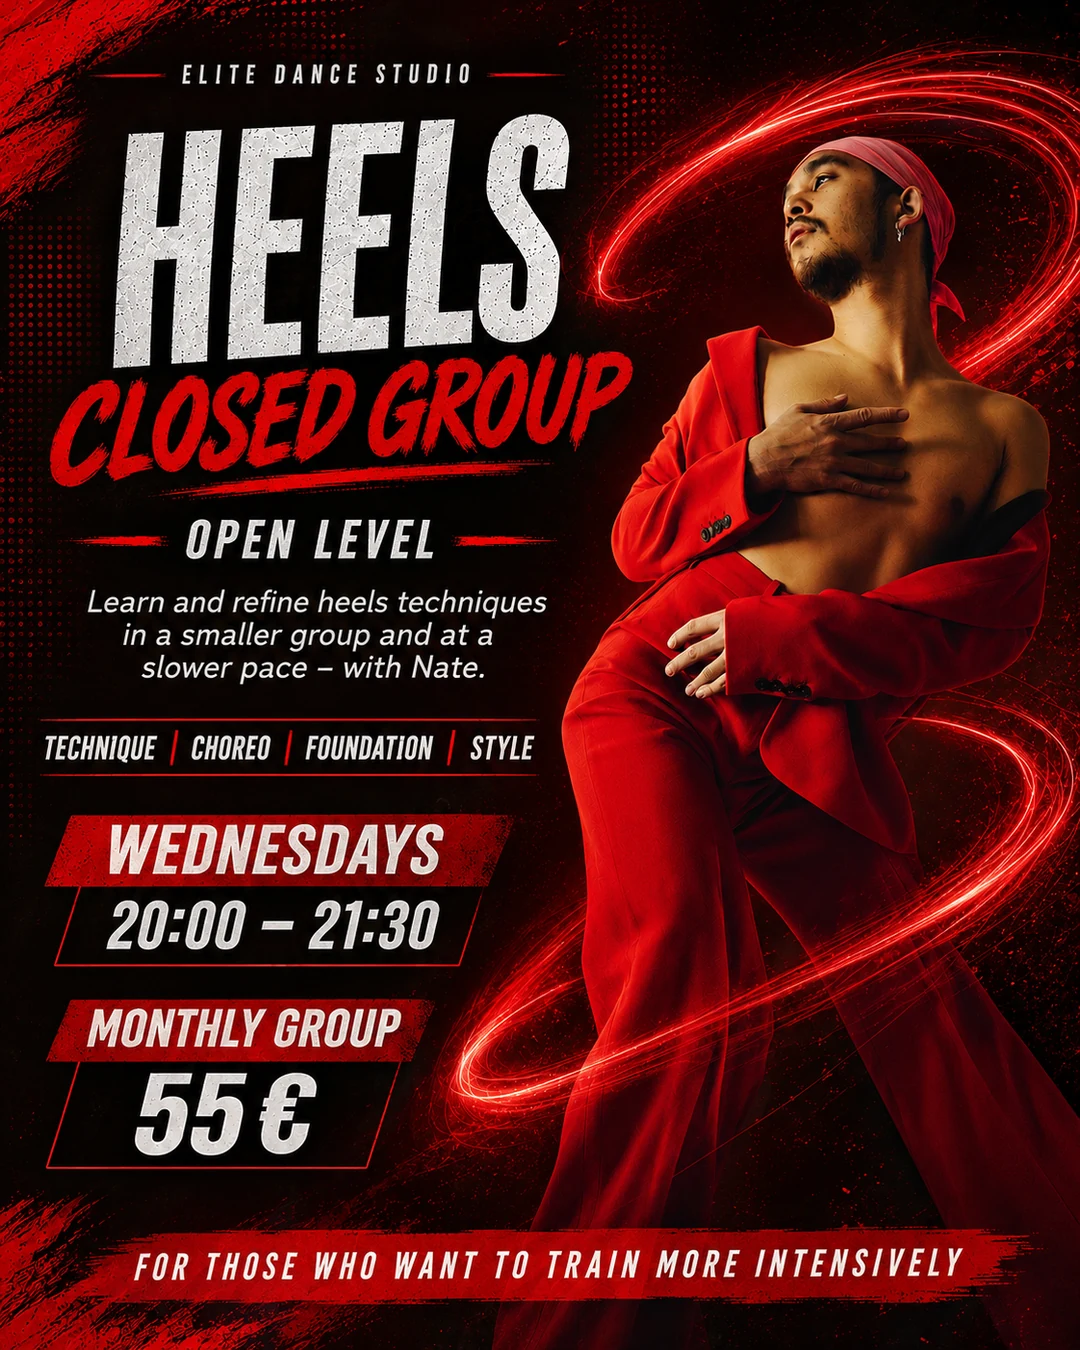 ELITE DANCE STUDIO
HEELS
CLOSED GROUP
OPEN LEVEL
Learn and refine heels techniques
in a smaller group and at a
slower pace – with Nate.
TECHNIQUE | CHOREO | FOUNDATION | STYLE
WEDNESDAYS
20:00 – 21:30
MONTHLY GROUP
55 €
FOR THOSE WHO WANT TO TRAIN MORE INTENSIVELY